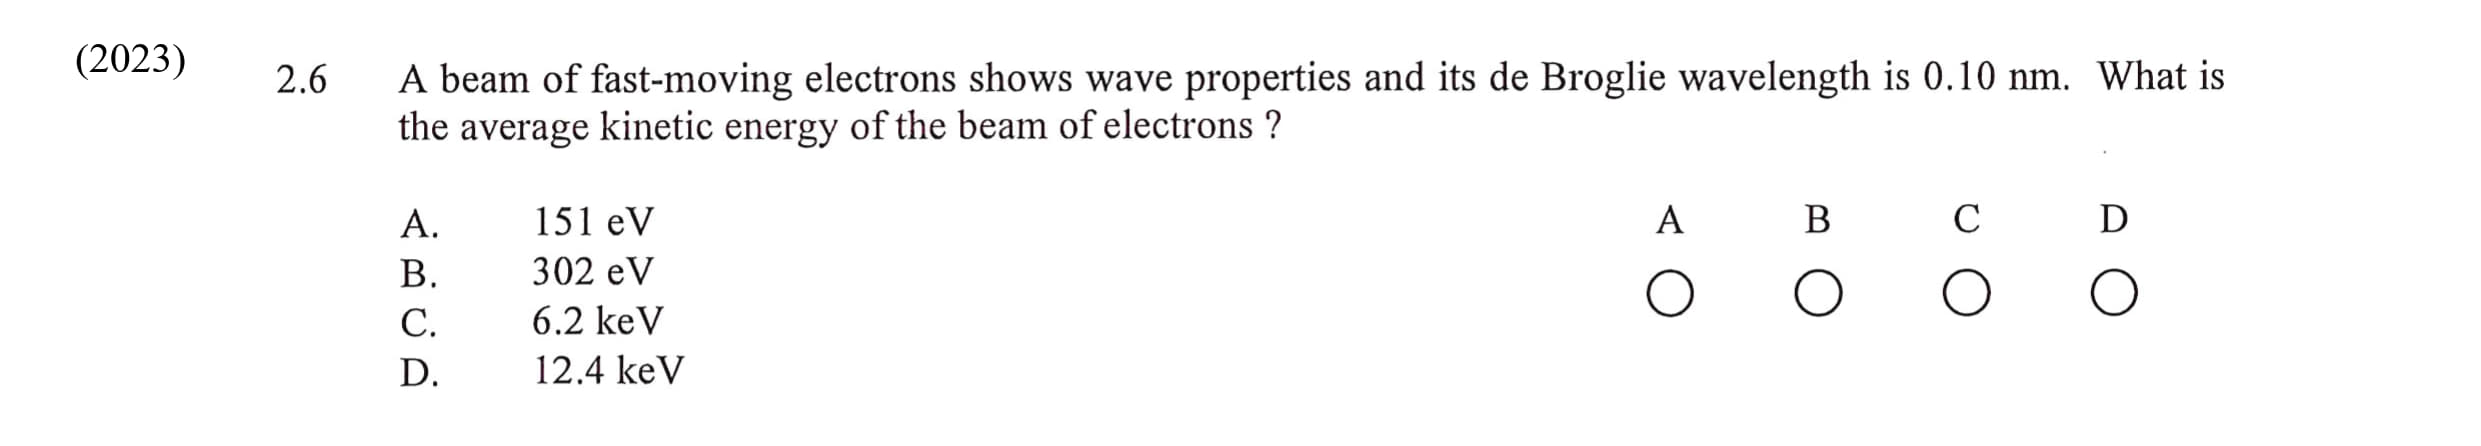 (2023)
2.6 A beam of fast-moving electrons shows wave properties and its de Broglie wavelength is 0.10 nm. What is
the average kinetic energy of the beam of electrons ?
A. 151 eV A B C D
B. 302 eV
C. 6.2 keV
D. 12.4 keV